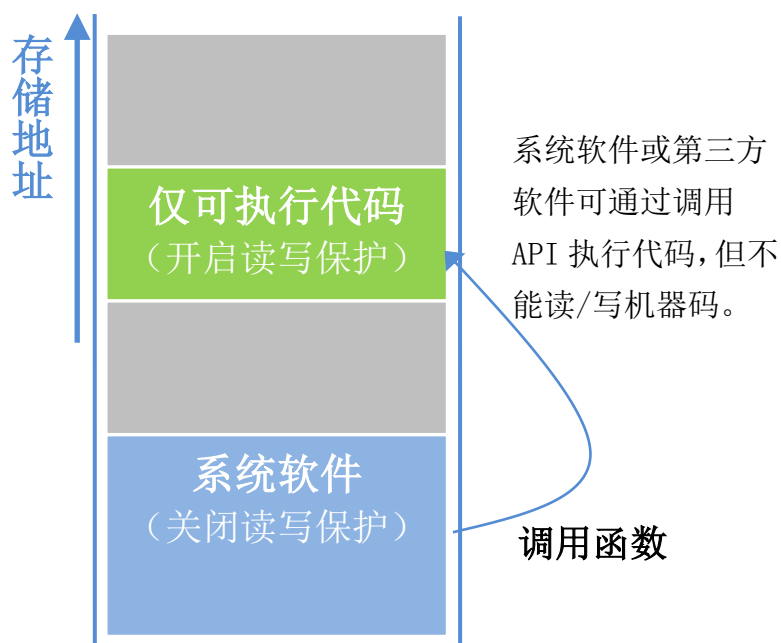 存储地址
仅可执行代码
（开启读写保护）
系统软件或第三方
软件可通过调用
API 执行代码，但不
能读/写机器码。
系统软件
（关闭读写保护）
调用函数